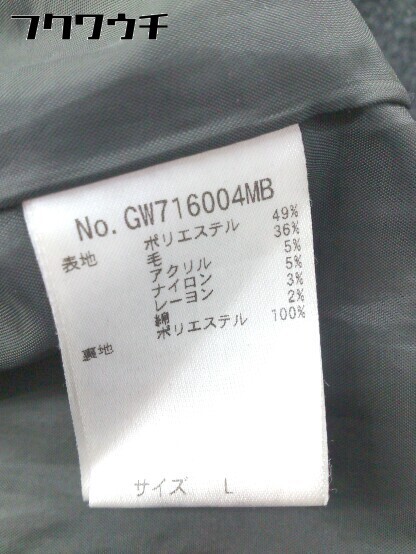 フクワウチ
No. GW716004MB
表地 ポリエステル 49%
毛 36%
アクリル 5%
ナイロン 5%
レーヨン 3%
綿 2%
裏地 ポリエステル 100%
サイズ L